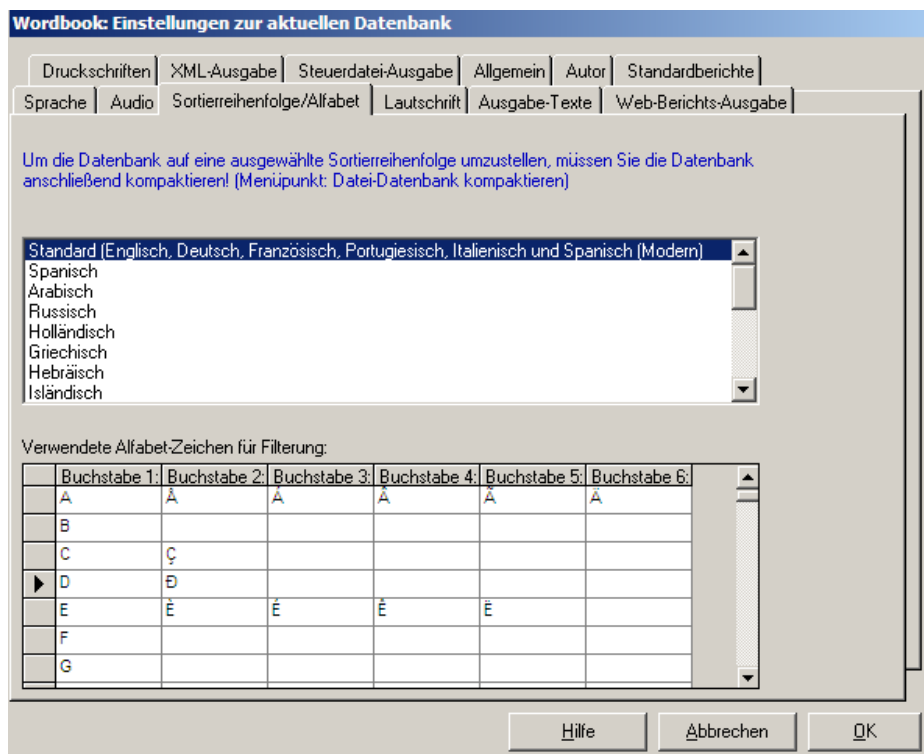 Wordbook: Einstellungen zur aktuellen Datenbank
Druckschriften XML-Ausgabe Steuerdatei-Ausgabe Allgemein Autor Standardberichte
Sprache Audio Sortierreihenfolge/Alfabet Lautschrift Ausgabe-Texte Web-Berichts-Ausgabe
Um die Datenbank auf eine ausgewählte Sortierreihenfolge umzustellen, müssen Sie die Datenbank
anschließend kompaktieren! (Menüpunkt: Datei-Datenbank kompaktieren)
Standard (Englisch, Deutsch, Französisch, Portugiesisch, Italienisch und Spanisch (Modern)
Spanisch
Arabisch
Russisch
Holländisch
Griechisch
Hebräisch
Isländisch
Verwendete Alfabet-Zeichen für Filterung:
Buchstabe 1: Buchstabe 2: Buchstabe 3: Buchstabe 4: Buchstabe 5: Buchstabe 6:
A
B
C Ç
D Đ
E È É Ê Ë
F
G
Hilfe Abbrechen OK